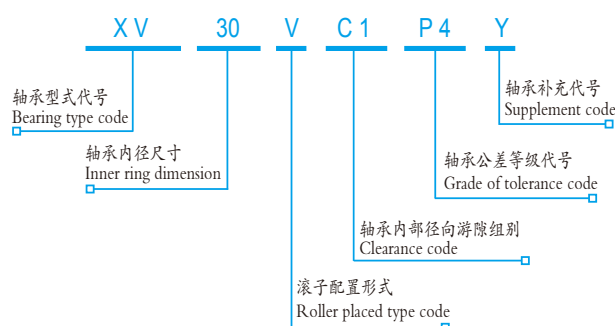 XV 30 V C1 P4 Y
轴承型式代号
Bearing type code
轴承补充代号
Supplement code
轴承内径尺寸
Inner ring dimension
轴承公差等级代号
Grade of tolerance code
轴承内部径向游隙组别
Clearance code
滚子配置形式
Roller placed type code